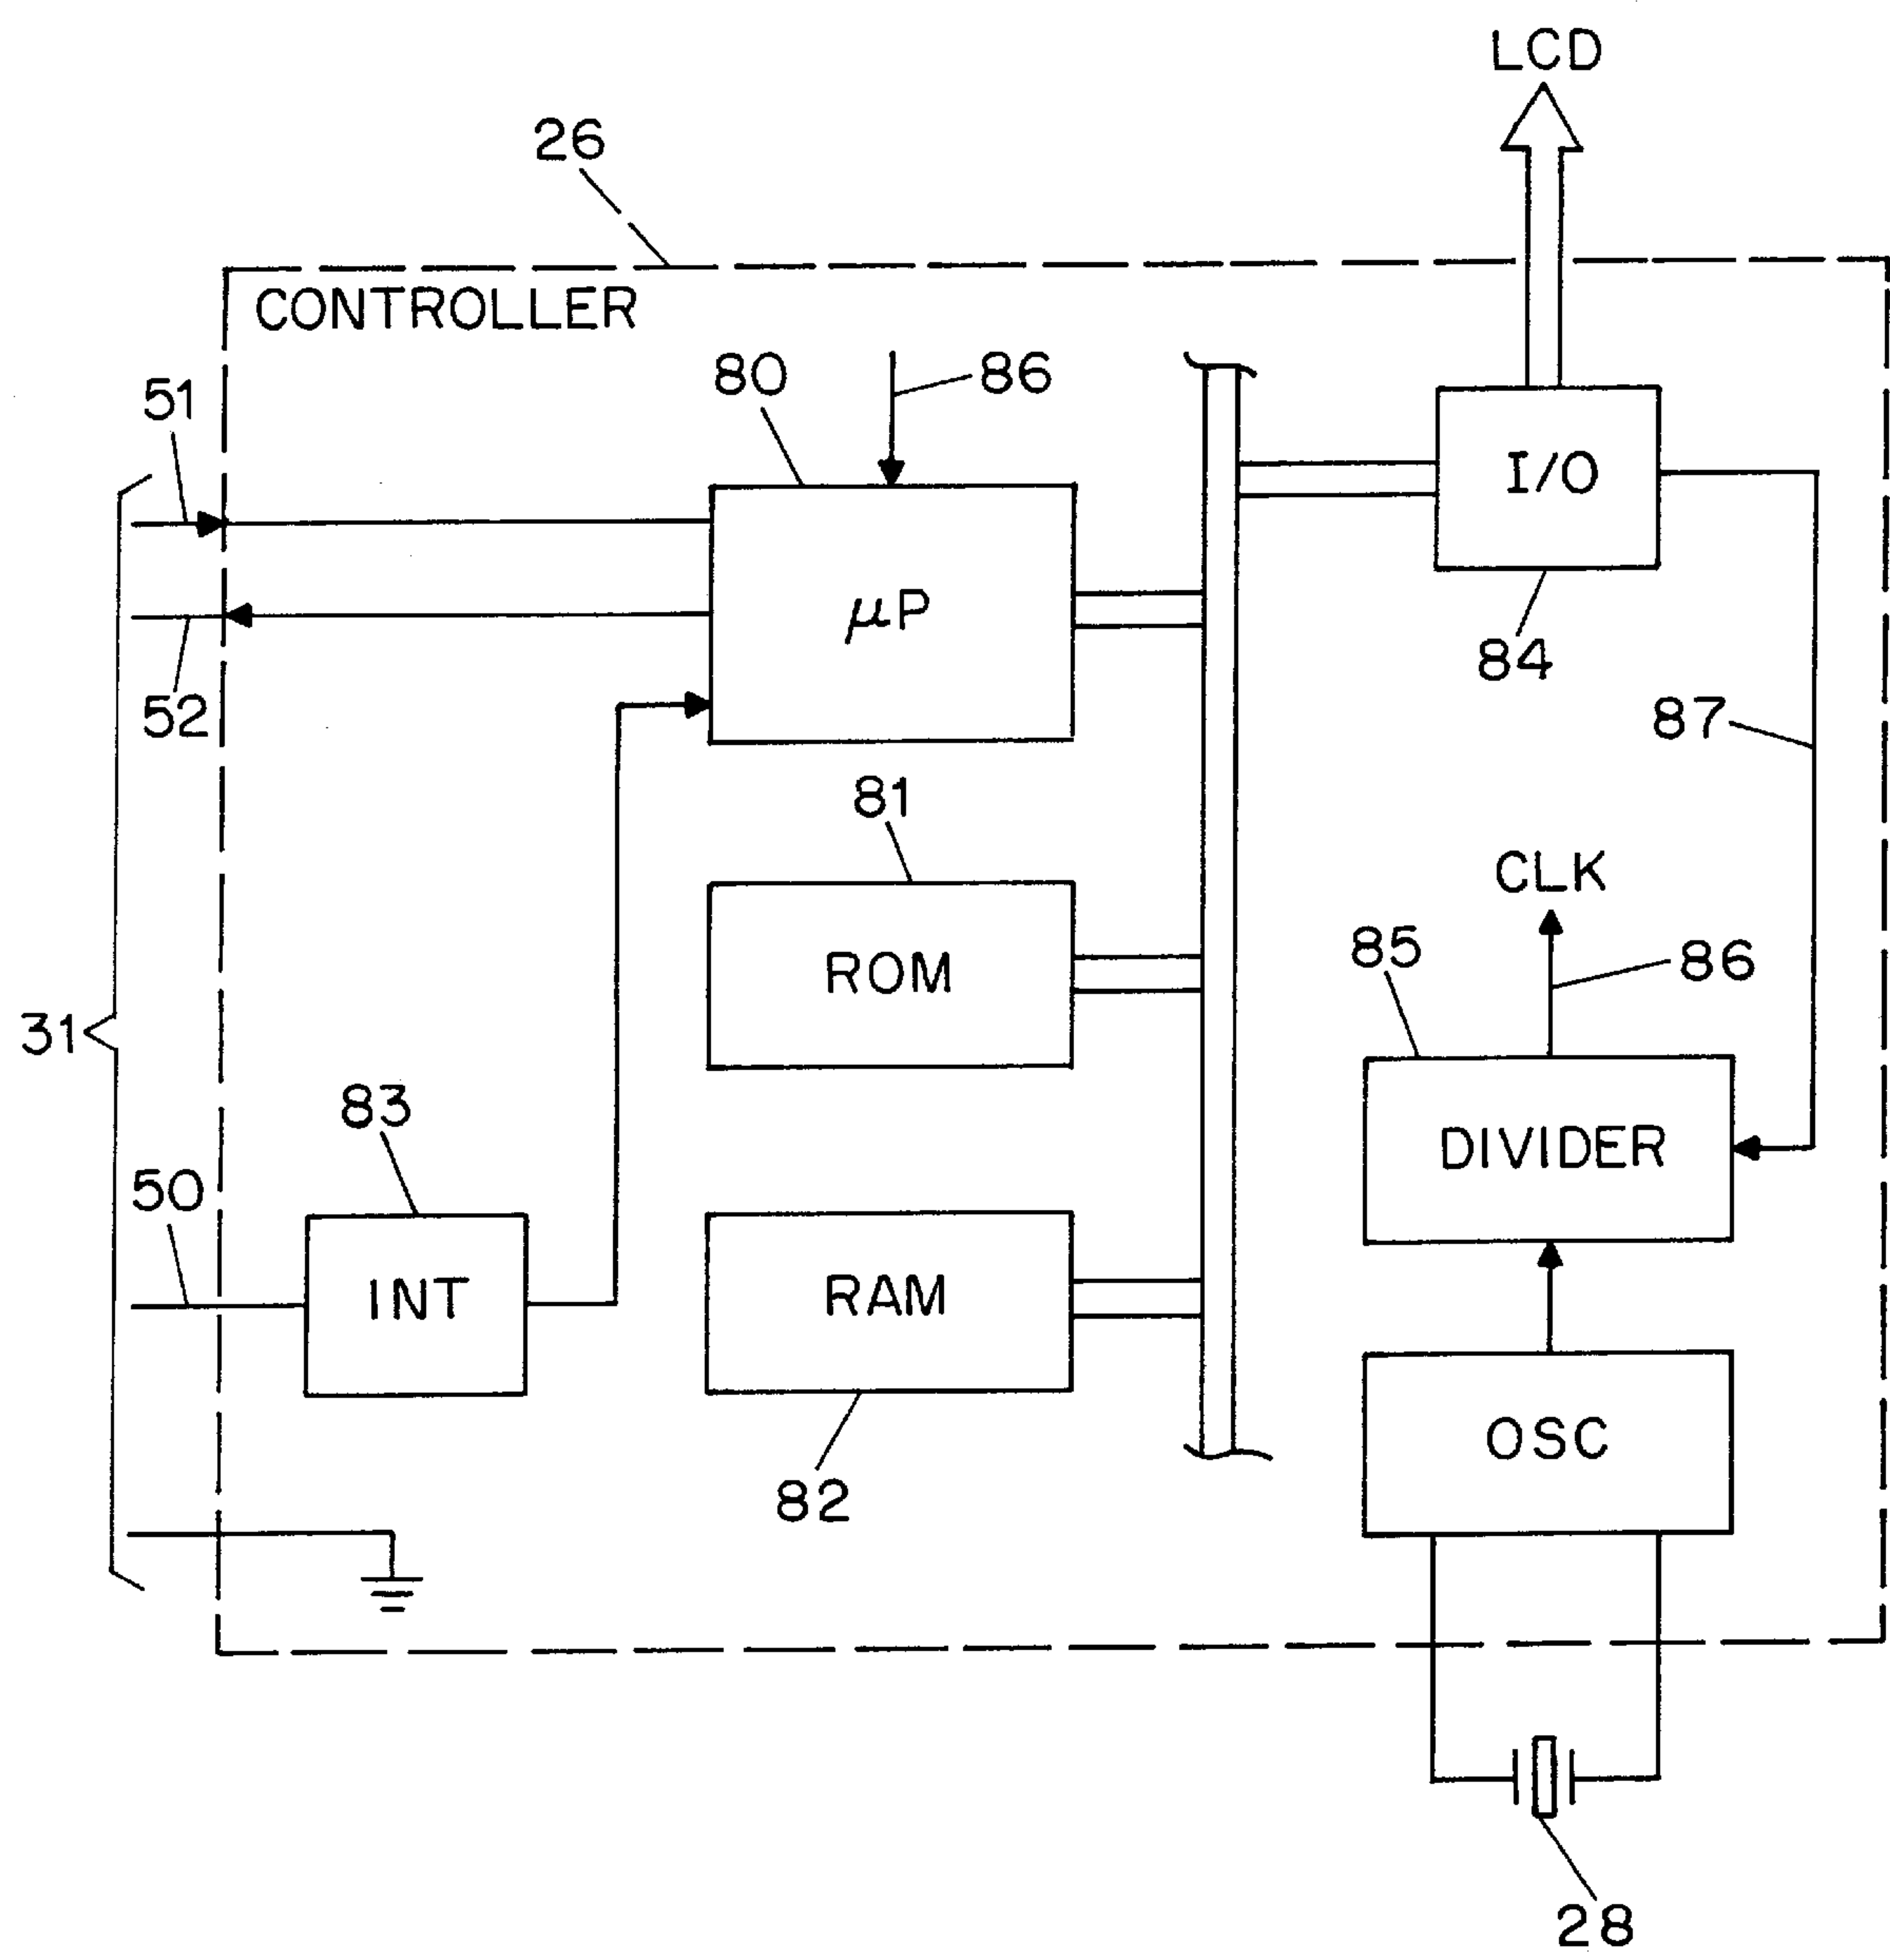 LCD
26
CONTROLLER
80
86
51
I/O
μP
52
84
87
81
CLK
85
86
ROM
31
83
DIVIDER
50
INT
RAM
OSC
82
28